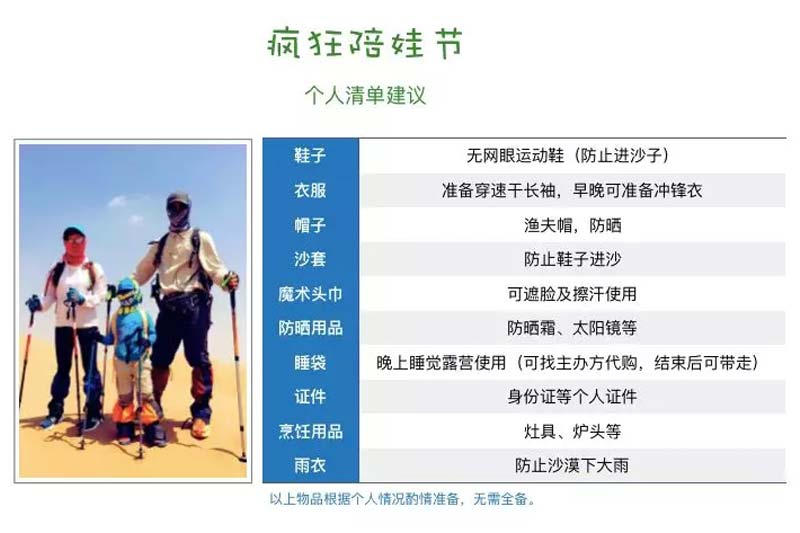 疯狂陪娃节
个人清单建议
鞋子 无网眼运动鞋（防止进沙子）
衣服 准备穿速干长袖，早晚可准备冲锋衣
帽子 渔夫帽，防晒
沙套 防止鞋子进沙
魔术头巾 可遮脸及擦汗使用
防晒用品 防晒霜、太阳镜等
睡袋 晚上睡觉露营使用（可找主办方代购，结束后可带走）
证件 身份证等个人证件
烹饪用品 灶具、炉头等
雨衣 防止沙漠下大雨
以上物品根据个人情况酌情准备，无需全备。